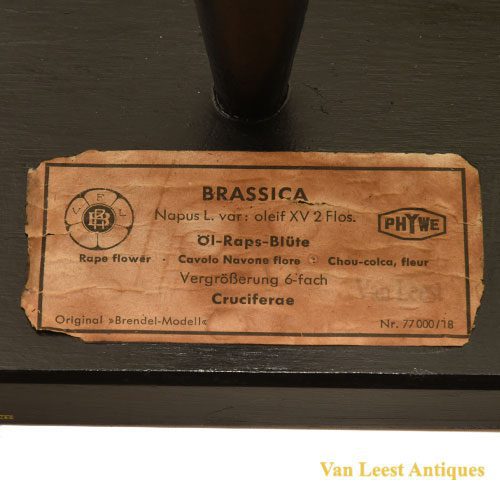 BRASSICA
Napus L. var: oleif XV 2 Flos.
PHYWE
Öl-Raps-Blüte
Rape flower · Cavolo Navone flore · Chou-colca, fleur
Vergrößerung 6-fach
Cruciferae
Original »Brendel-Modell« Nr. 77000/18
Van Leest Antiques